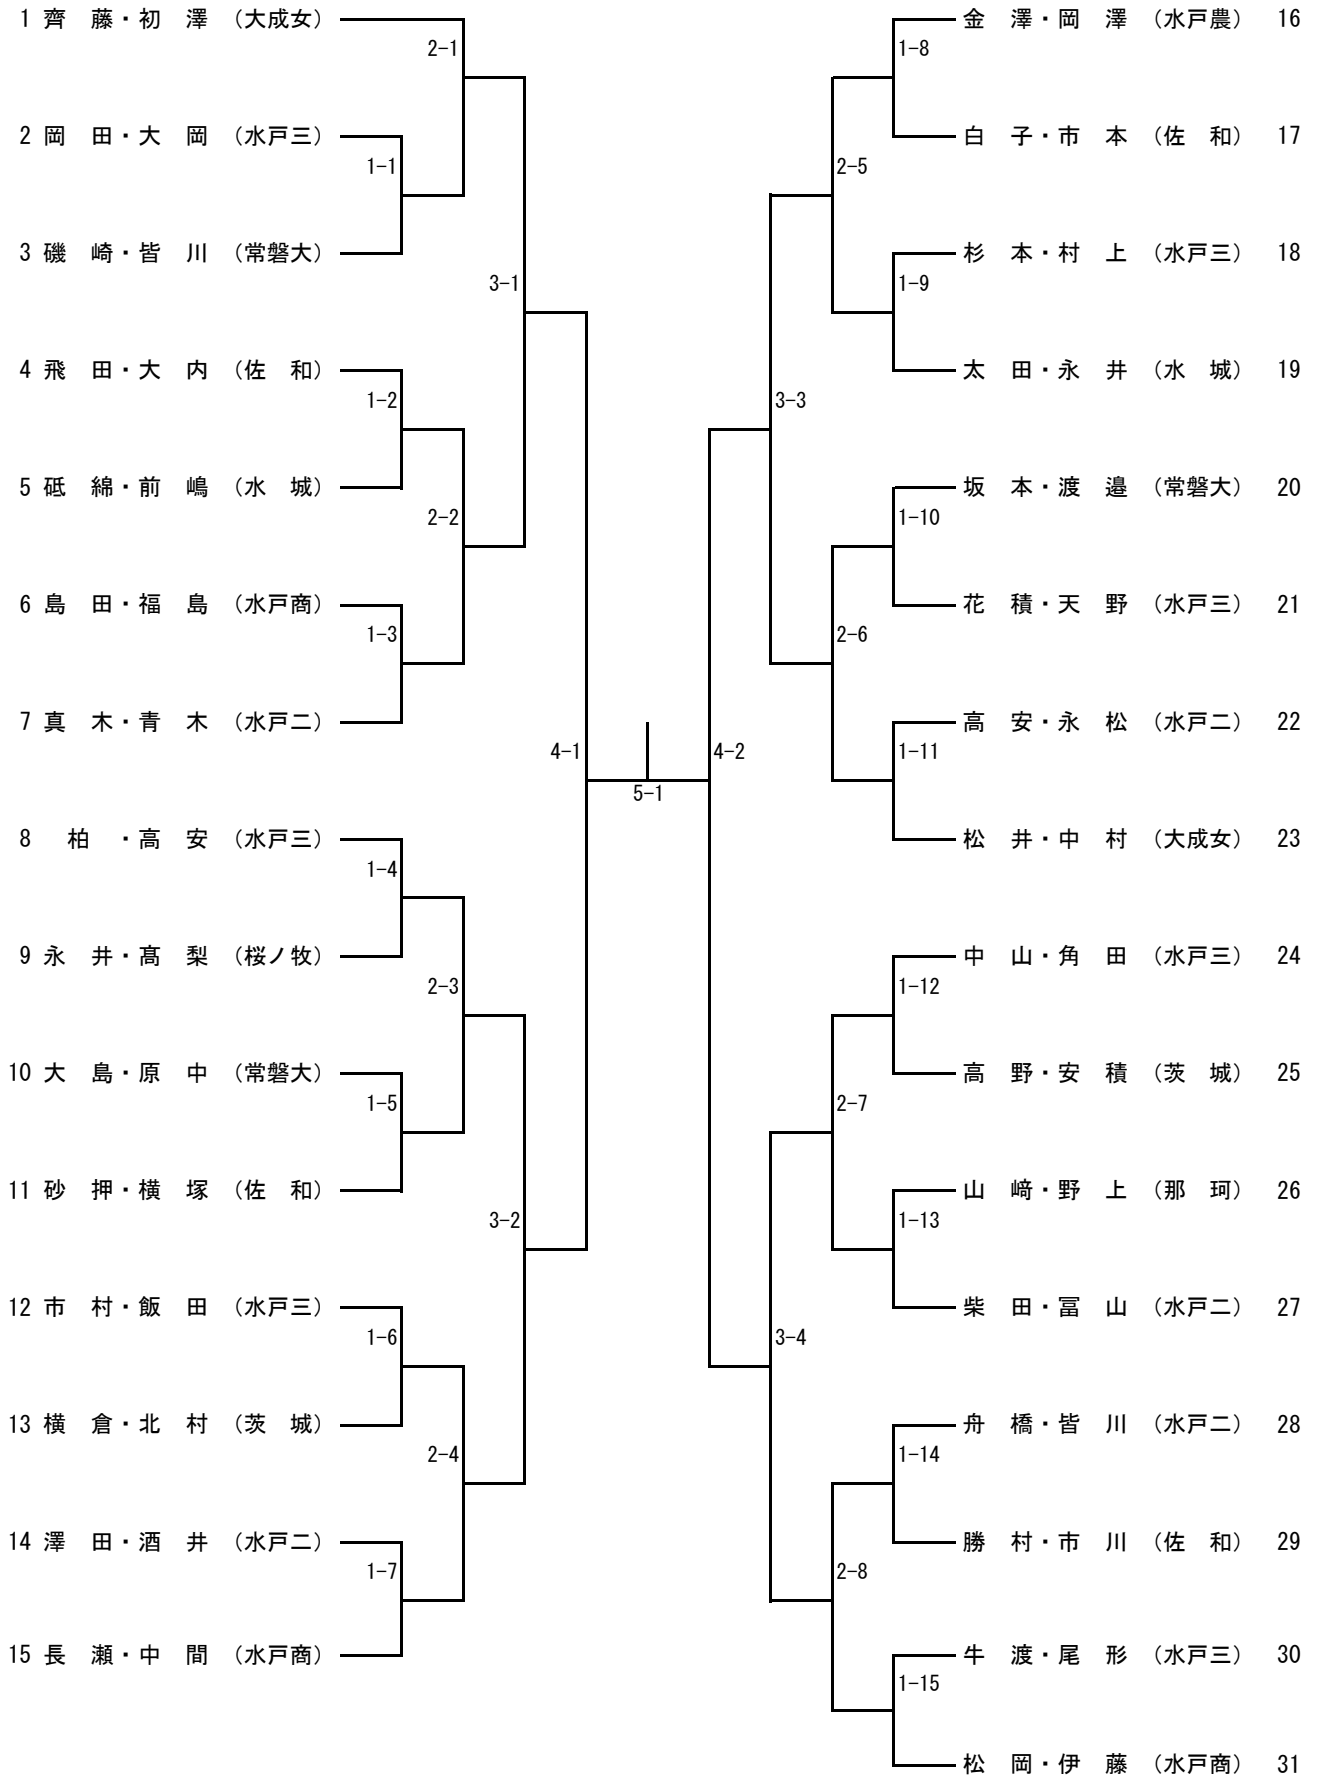 1 齊　藤・初　澤 （大成女）
2-1
2 岡　田・大　岡 （水戸三）
1-1
3 磯　崎・皆　川 （常磐大）
3-1
4 飛　田・大　内 （佐　和）
1-2
5 砥　綿・前　嶋 （水　城）
2-2
6 島　田・福　島 （水戸商）
1-3
7 真　木・青　木 （水戸二）
4-1
8 柏　・高　安 （水戸三）
1-4
9 永　井・髙　梨 （桜ノ牧）
2-3
10 大　島・原　中 （常磐大）
1-5
11 砂　押・横　塚 （佐　和）
3-2
12 市　村・飯　田 （水戸三）
1-6
13 横　倉・北　村 （茨　城）
2-4
14 澤　田・酒　井 （水戸二）
1-7
15 長　瀬・中　間 （水戸商）
5-1
金　澤・岡　澤 （水戸農） 16
1-8
白　子・市　本 （佐　和） 17
2-5
杉　本・村　上 （水戸三） 18
1-9
太　田・永　井 （水　城） 19
3-3
坂　本・渡　邉 （常磐大） 20
1-10
花　積・天　野 （水戸三） 21
2-6
高　安・永　松 （水戸二） 22
1-11
松　井・中　村 （大成女） 23
4-2
中　山・角　田 （水戸三） 24
1-12
高　野・安　積 （茨　城） 25
2-7
山　﨑・野　上 （那　珂） 26
1-13
柴　田・冨　山 （水戸二） 27
3-4
舟　橋・皆　川 （水戸二） 28
1-14
勝　村・市　川 （佐　和） 29
2-8
牛　渡・尾　形 （水戸三） 30
1-15
松　岡・伊　藤 （水戸商） 31